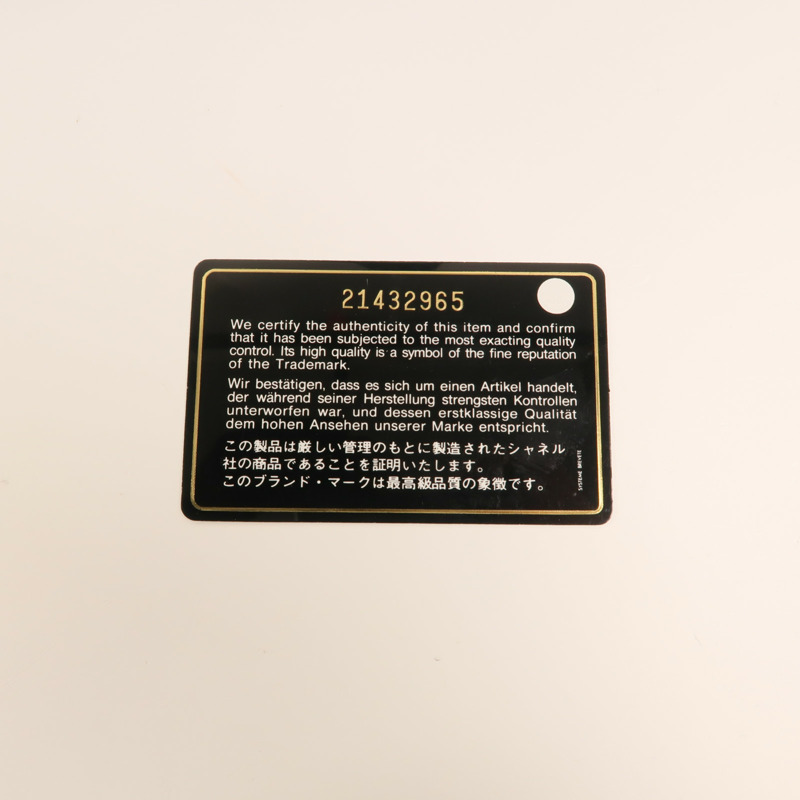 21432965
We certify the authenticity of this item and confirm
that it has been subjected to the most exacting quality
control. Its high quality is a symbol of the fine reputation
of the Trademark.
Wir bestätigen, dass es sich um einen Artikel handelt,
der während seiner Herstellung strengsten Kontrollen
unterworfen war, und dessen erstklassige Qualität
dem hohen Ansehen unserer Marke entspricht.
この製品は厳しい管理のもとに製造されたシャネル
社の商品であることを証明いたします。
このブランド・マークは最高級品質の象徴です。
SYSTEME BREVETE